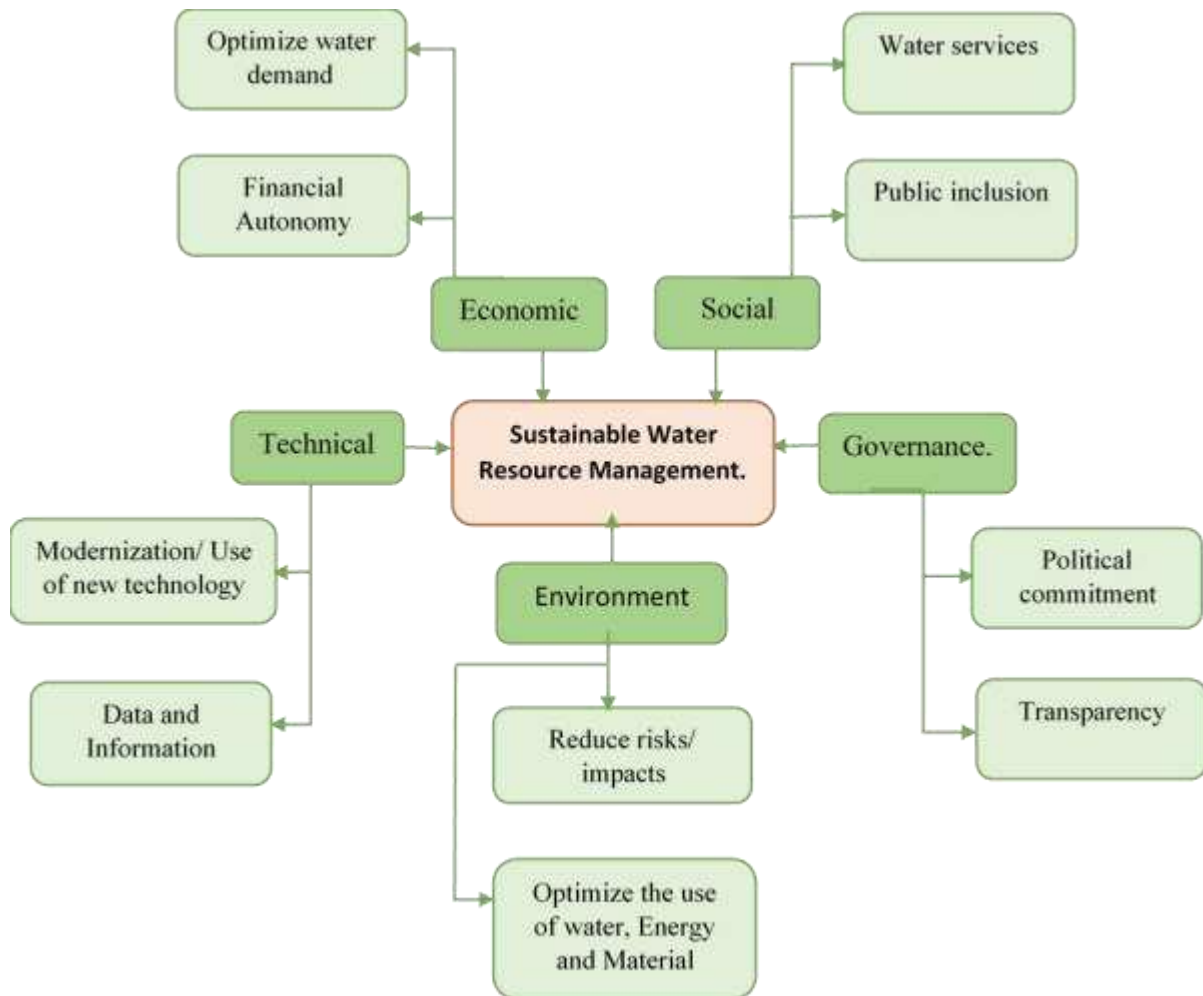 Optimize water
demand
Water services
Financial
Autonomy
Public inclusion
Economic
Social
Technical
Sustainable Water
Resource Management.
Governance.
Modernization/ Use
of new technology
Environment
Political
commitment
Data and
Information
Reduce risks/
impacts
Transparency
Optimize the use
of water, Energy
and Material